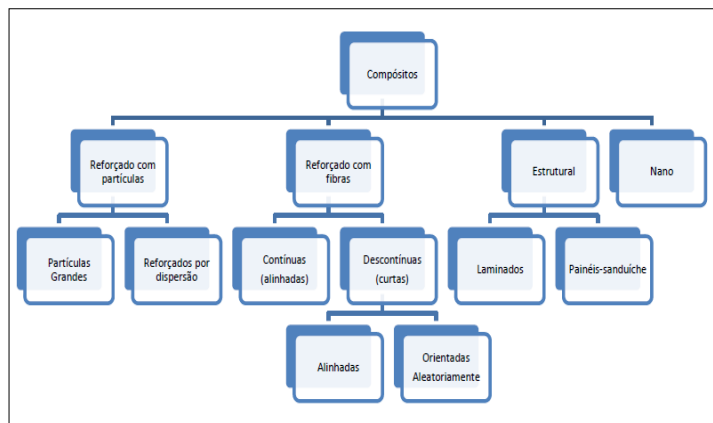 Compósitos
Reforçado com
partículas
Reforçado com
fibras
Estrutural
Nano
Partículas
Grandes
Reforçados por
dispersão
Contínuas
(alinhadas)
Descontínuas
(curtas)
Laminados
Painéis-sanduíche
Alinhadas
Orientadas
Aleatoriamente